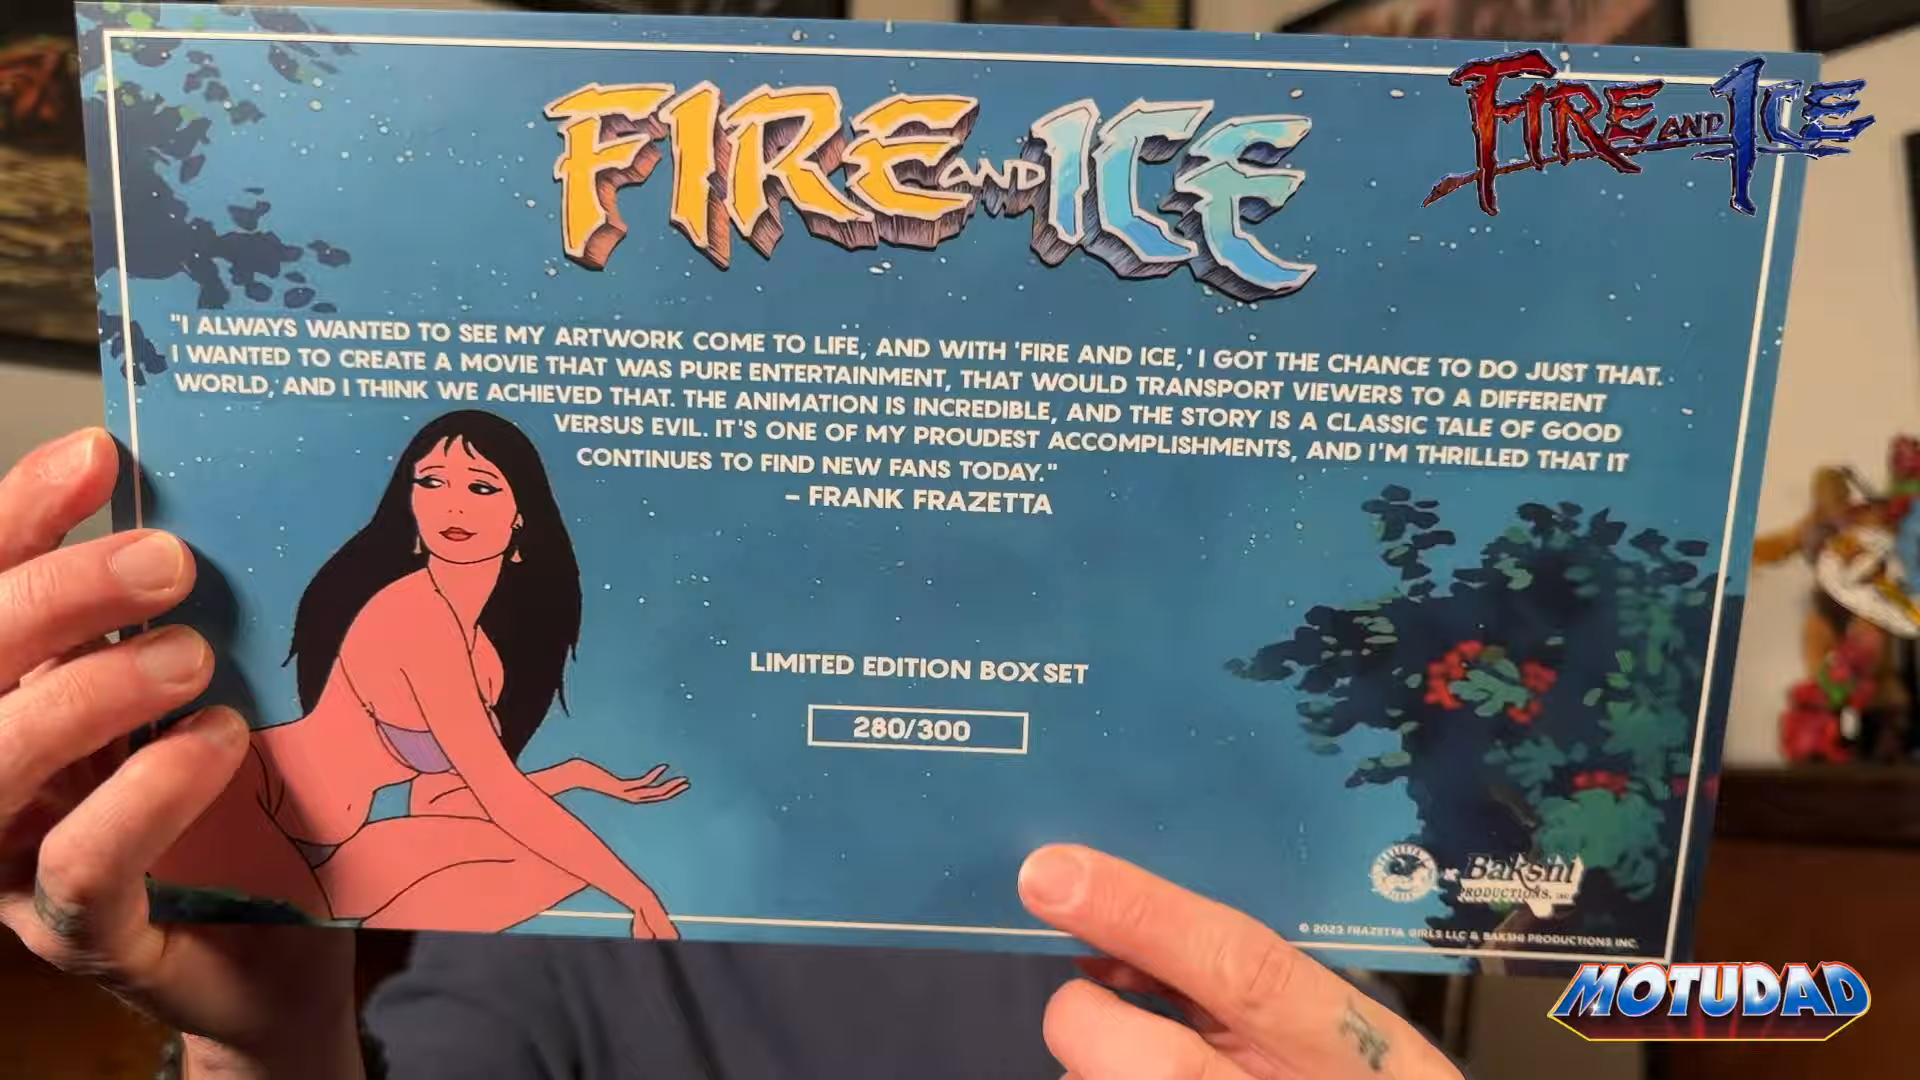 FIRE AND ICE
FIRE AND ICE
"I ALWAYS WANTED TO SEE MY ARTWORK COME TO LIFE, AND WITH 'FIRE AND ICE,' I GOT THE CHANCE TO DO JUST THAT.
I WANTED TO CREATE A MOVIE THAT WAS PURE ENTERTAINMENT, THAT WOULD TRANSPORT VIEWERS TO A DIFFERENT
WORLD, AND I THINK WE ACHIEVED THAT. THE ANIMATION IS INCREDIBLE, AND THE STORY IS A CLASSIC TALE OF GOOD
VERSUS EVIL. IT'S ONE OF MY PROUDEST ACCOMPLISHMENTS, AND I'M THRILLED THAT IT
CONTINUES TO FIND NEW FANS TODAY."
– FRANK FRAZETTA
LIMITED EDITION BOX SET
280/300
x Bakshi
PRODUCTIONS, INC
© 2023 FRAZETTA GIRLS LLC & BAKSHI PRODUCTIONS INC.
MOTUDAD